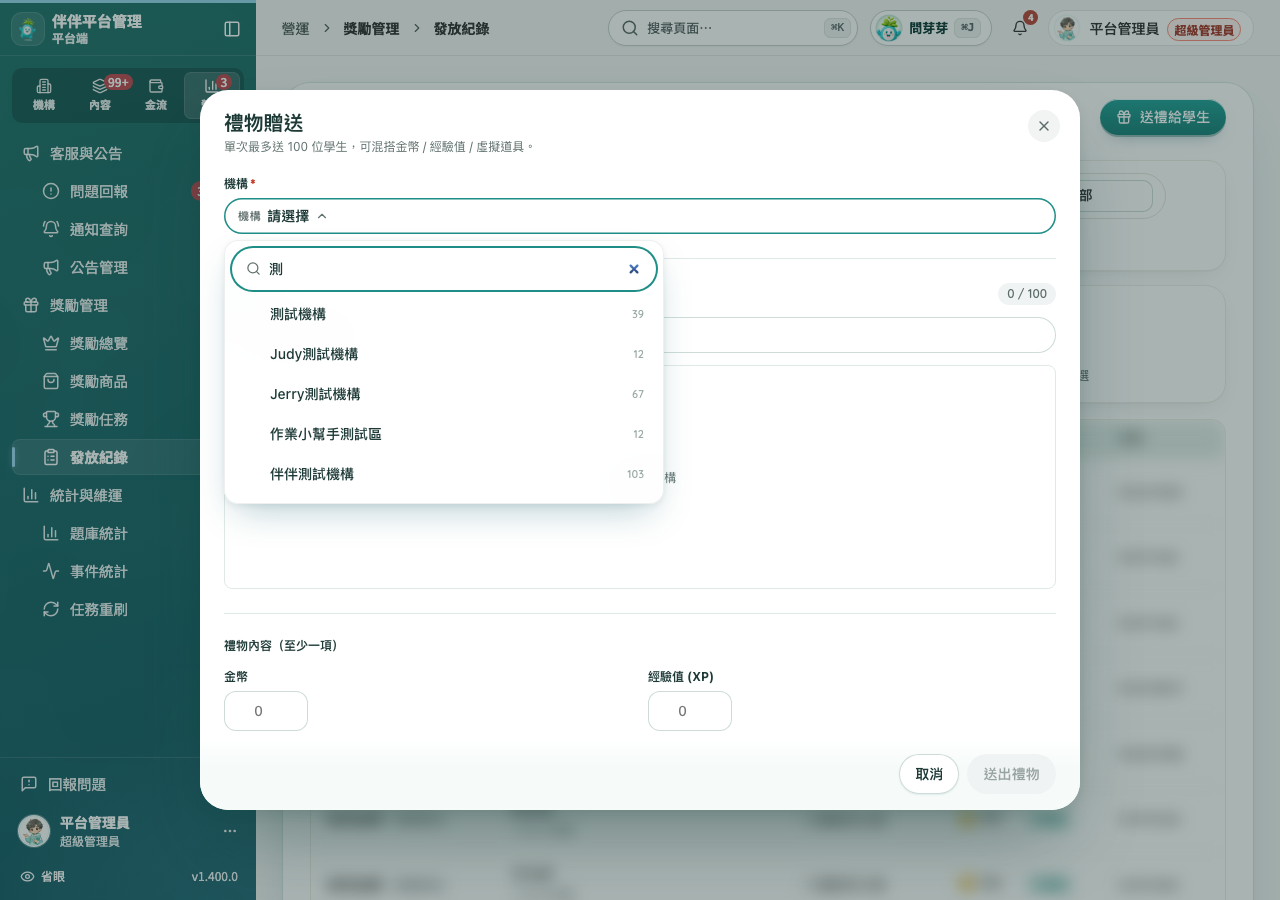 伴伴平台管理
平台端
營運 > 獎勵管理 > 發放紀錄
搜尋頁面…
⌘K
問芽芽
⌘J
4
平台管理員
超級管理員
機構
內容
99+
金流
3
客服與公告
問題回報
通知查詢
公告管理
獎勵管理
獎勵總覽
獎勵商品
獎勵任務
發放紀錄
統計與維運
題庫統計
事件統計
任務重刷
回報問題
平台管理員
超級管理員
省眼
v1.400.0
送禮給學生
部
選
禮物贈送
單次最多送 100 位學生，可混搭金幣 / 經驗值 / 虛擬道具。
機構 *
機構 請選擇
測
測試機構 39
Judy測試機構 12
Jerry測試機構 67
作業小幫手測試區 12
伴伴測試機構 103
0 / 100
構
禮物內容（至少一項）
金幣
0
經驗值 (XP)
0
取消
送出禮物